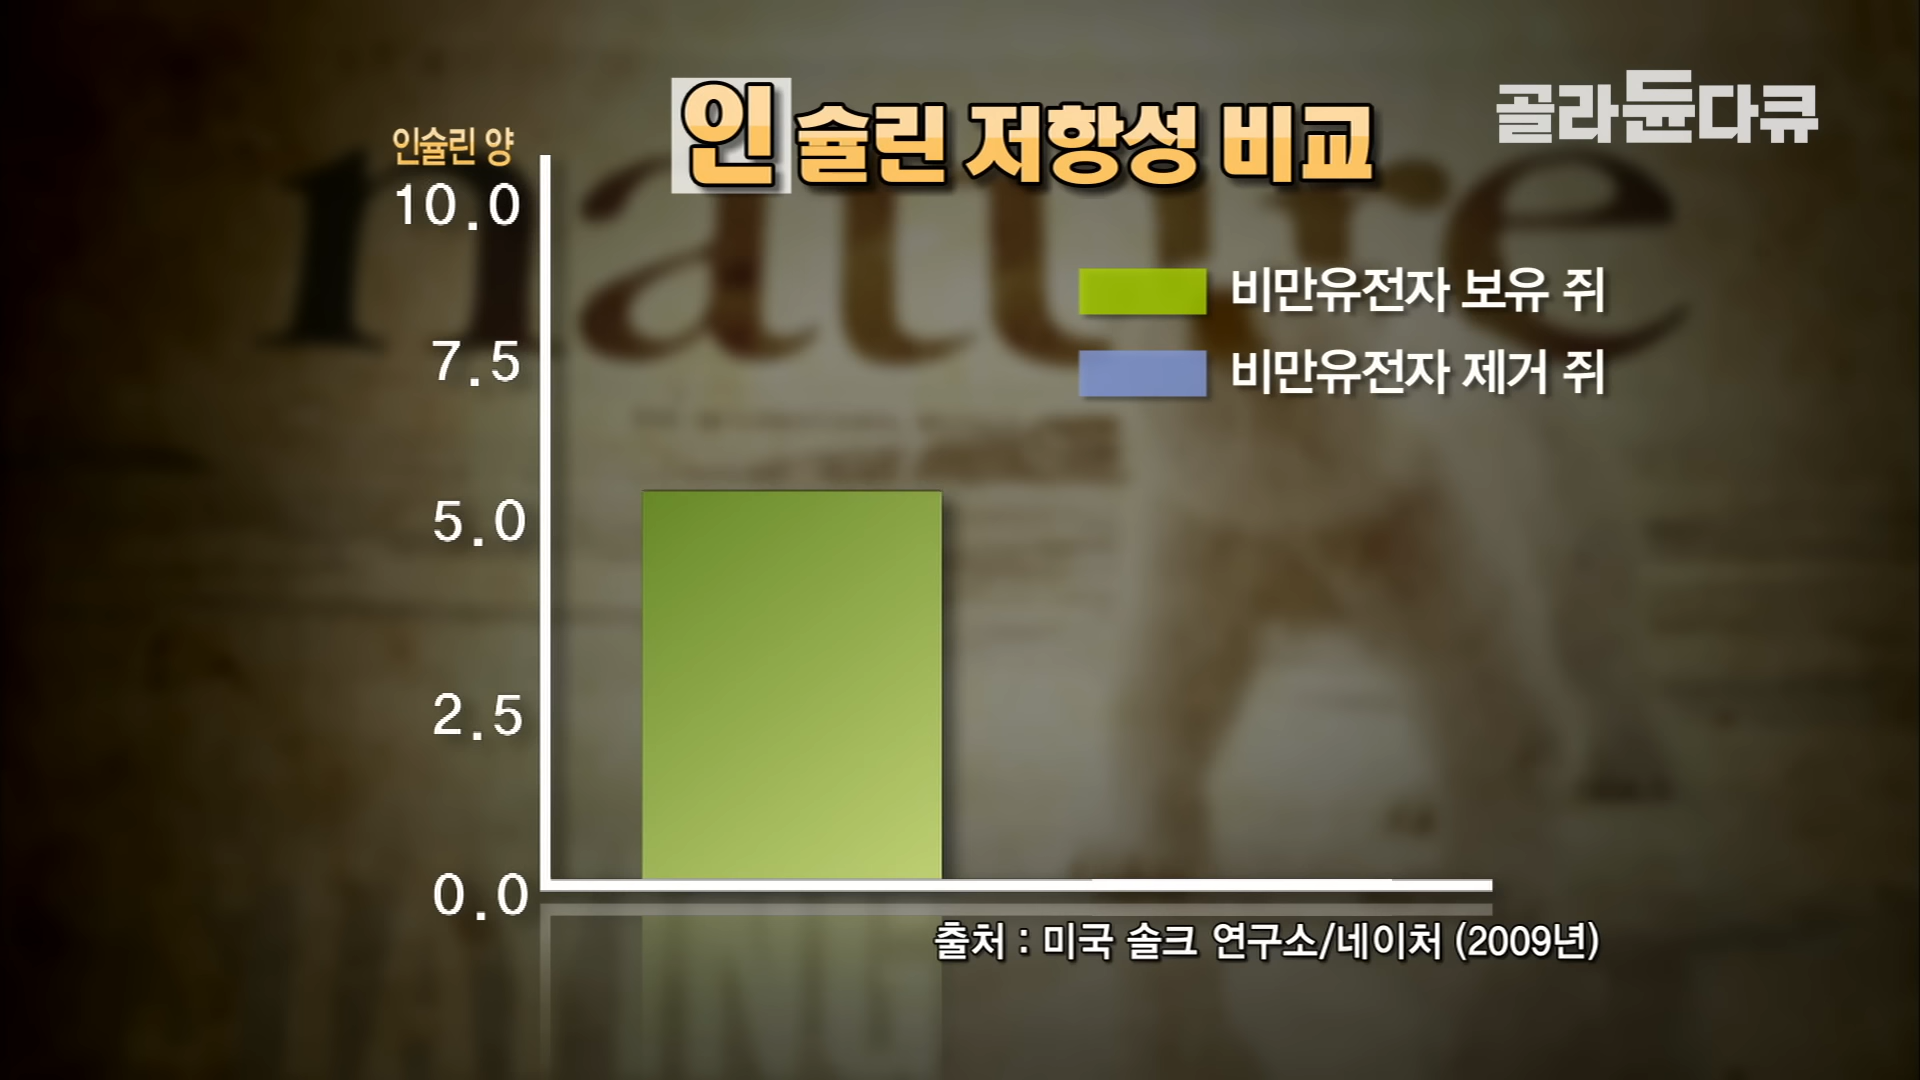 골라둔다큐
인슐린 저항성 비교
인슐린 양
10.0
7.5
5.0
2.5
0.0
비만유전자 보유 쥐
비만유전자 제거 쥐
nature
출처 : 미국 솔크 연구소/네이처 (2009년)